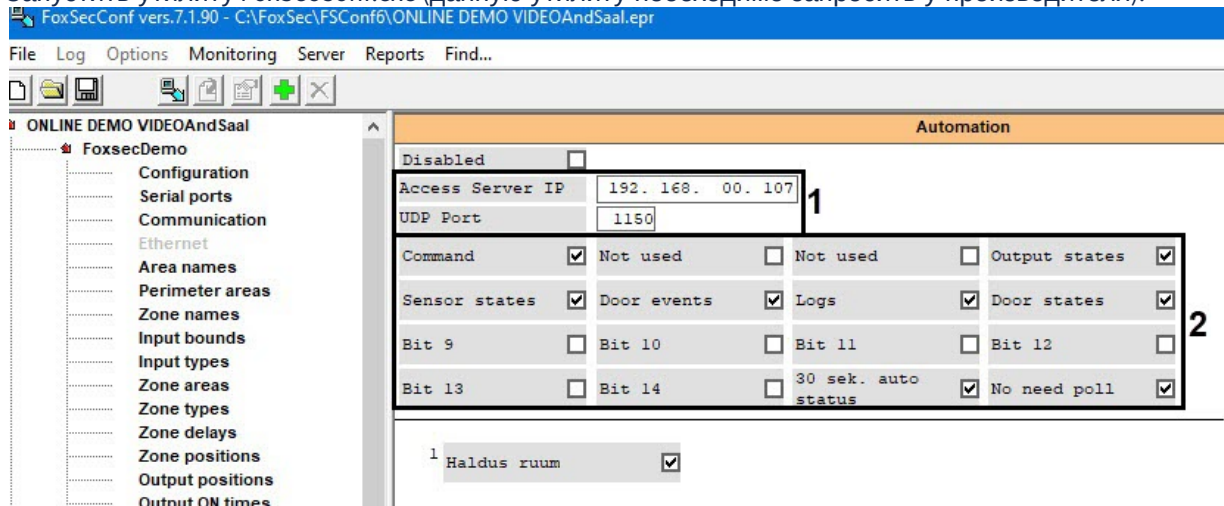 FoxSecConf vers.7.1.90 - C:\FoxSec\FSConf6\ONLINE DEMO VIDEOAndSaal.epr
File Log Options Monitoring Server Reports Find...
ONLINE DEMO VIDEOAndSaal
FoxsecDemo
Configuration
Serial ports
Communication
Ethernet
Area names
Perimeter areas
Zone names
Input bounds
Input types
Zone areas
Zone types
Zone delays
Zone positions
Output positions
Output ON times
Automation
Disabled
Access Server IP 192. 168. 00. 107
UDP Port 1150
1
Command Not used Not used Output states
Sensor states Door events Logs Door states
Bit 9 Bit 10 Bit 11 Bit 12
Bit 13 Bit 14 30 sek. auto status No need poll
2
1 Haldus ruum